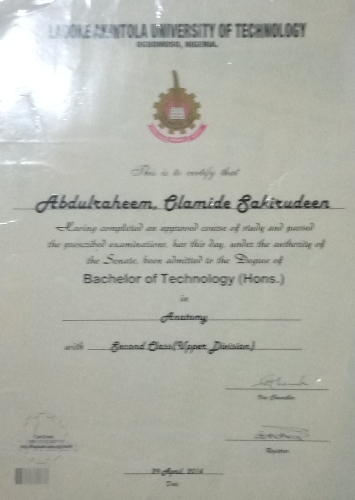 LADOKE AKINTOLA UNIVERSITY OF TECHNOLOGY
OGBOMOSO, NIGERIA.
This is to certify that
Abdulraheem, Olamide Sakirudeen
Having completed an approved course of study and passed
the prescribed examinations, has this day, under the authority of
the Senate, been admitted to the Degree of
Bachelor of Technology (Hons.)
in
Anatomy
with Second Class (Upper Division)
Vice Chancellor
Registrar
29 April, 2014
Date